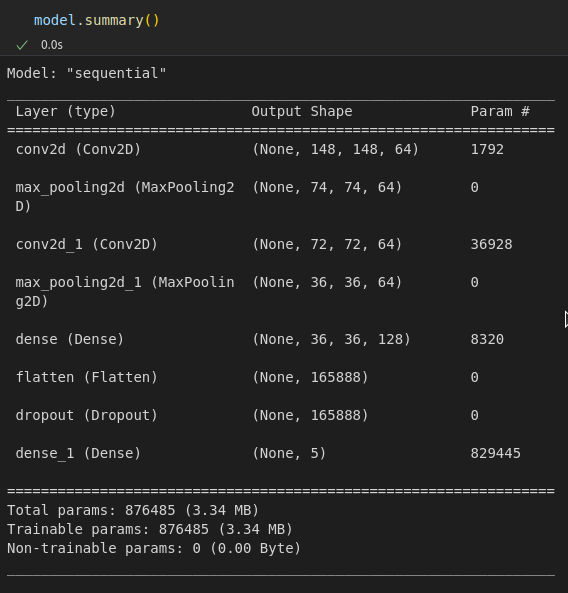 model.summary()
0.0s
Model: "sequential"
Layer (type) Output Shape Param #
conv2d (Conv2D) (None, 148, 148, 64) 1792
max_pooling2d (MaxPooling2 (None, 74, 74, 64) 0
D)
conv2d_1 (Conv2D) (None, 72, 72, 64) 36928
max_pooling2d_1 (MaxPoolin (None, 36, 36, 64) 0
g2D)
dense (Dense) (None, 36, 36, 128) 8320
flatten (Flatten) (None, 165888) 0
dropout (Dropout) (None, 165888) 0
dense_1 (Dense) (None, 5) 829445
Total params: 876485 (3.34 MB)
Trainable params: 876485 (3.34 MB)
Non-trainable params: 0 (0.00 Byte)